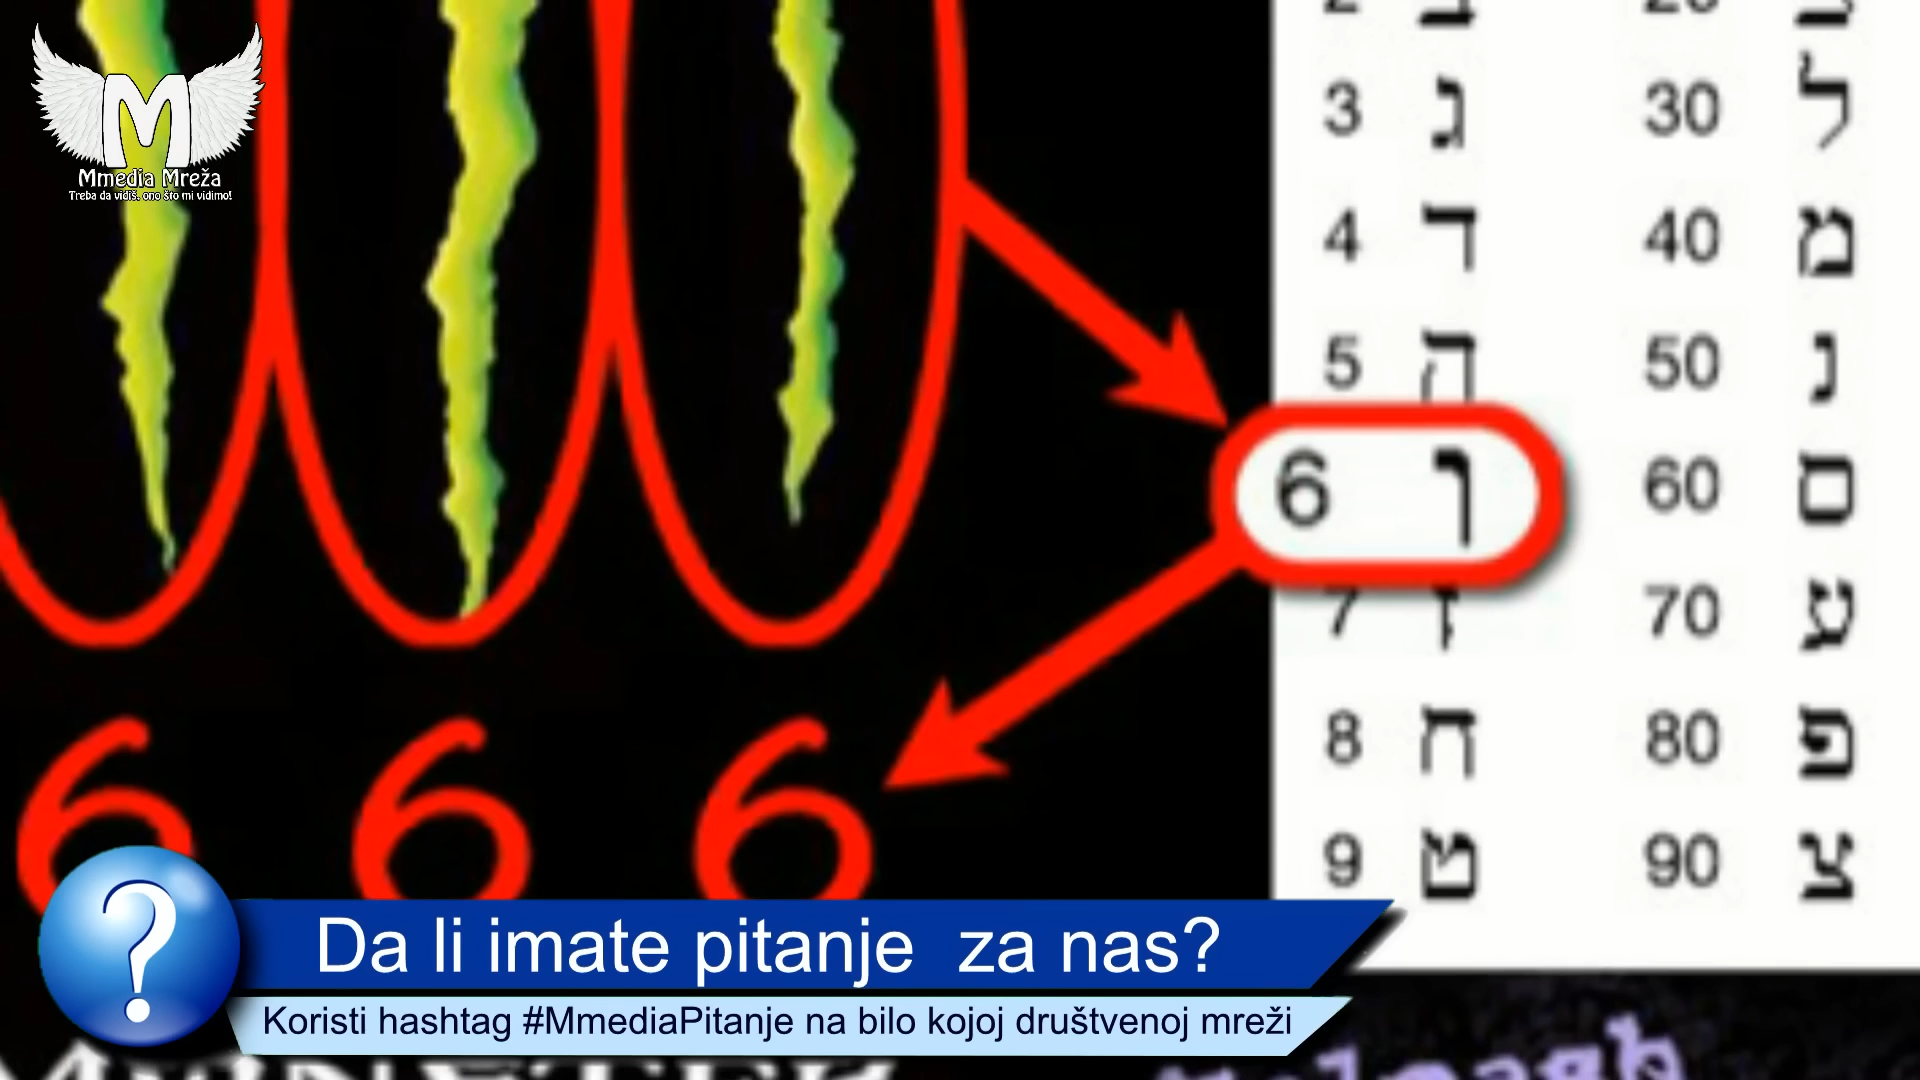 Mmedia Mreža
Treba da vidiš, ono što mi vidimo!
3 ג 30 ל
4 ד 40 מ
5 ה 50 נ
6 ו 60 ם
7 ז 70 ע
8 ח 80 פ
9 ט 90 צ
6 6 6
Da li imate pitanje za nas?
Koristi hashtag #MmediaPitanje na bilo kojoj društvenoj mreži